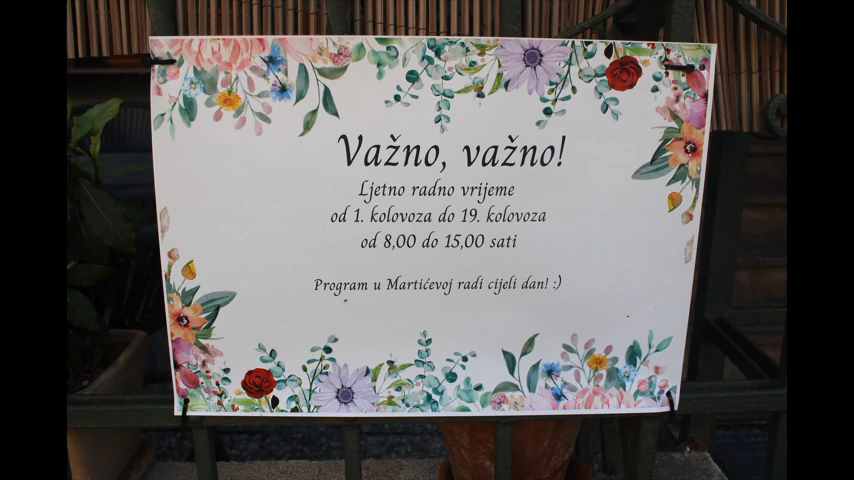 Važno, važno!
Ljetno radno vrijeme
od 1. kolovoza do 19. kolovoza
od 8,00 do 15,00 sati
Program u Martićevoj radi cijeli dan! :)